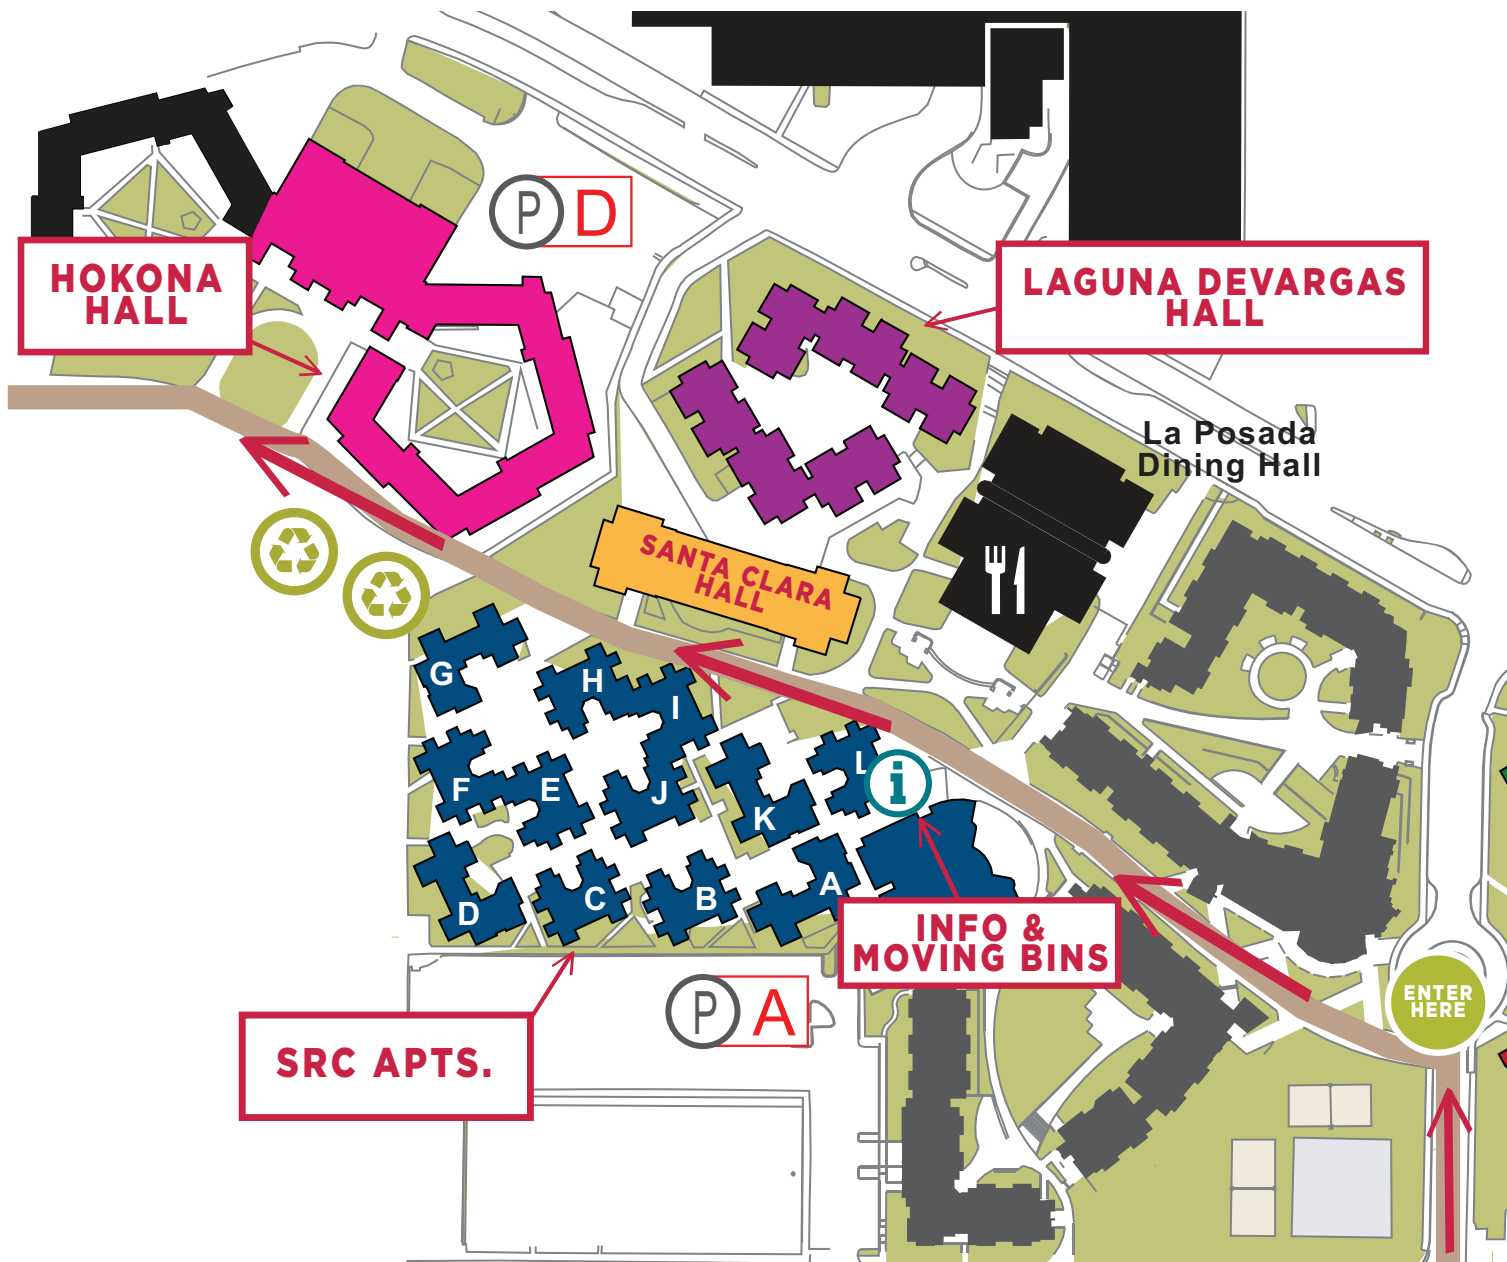 P D
HOKONA
HALL
LAGUNA DEVARGAS
HALL
La Posada
Dining Hall
SANTA CLARA
HALL
G
H
I
F
E
J
K
L
i
D
C
B
A
INFO &
MOVING BINS
ENTER
HERE
P A
SRC APTS.